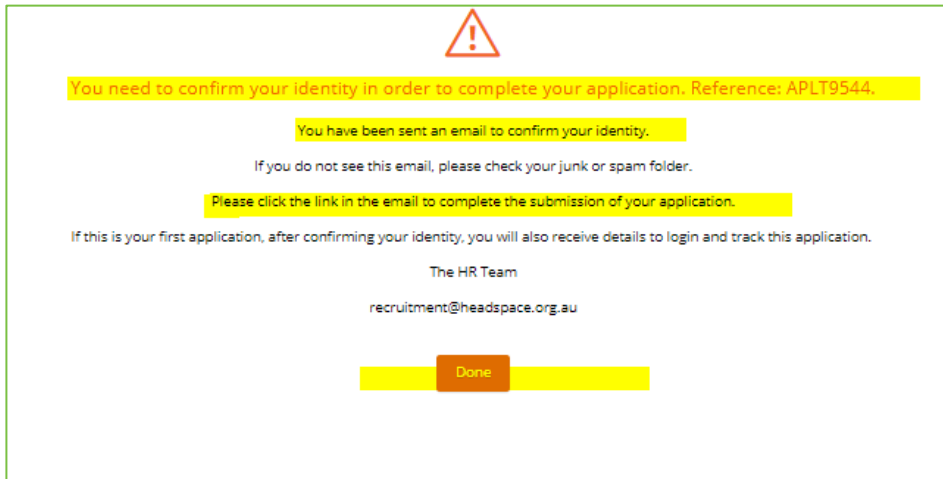 You need to confirm your identity in order to complete your application. Reference: APLT9544.
You have been sent an email to confirm your identity.
If you do not see this email, please check your junk or spam folder.
Please click the link in the email to complete the submission of your application.
If this is your first application, after confirming your identity, you will also receive details to login and track this application.
The HR Team
recruitment@headspace.org.au
Done